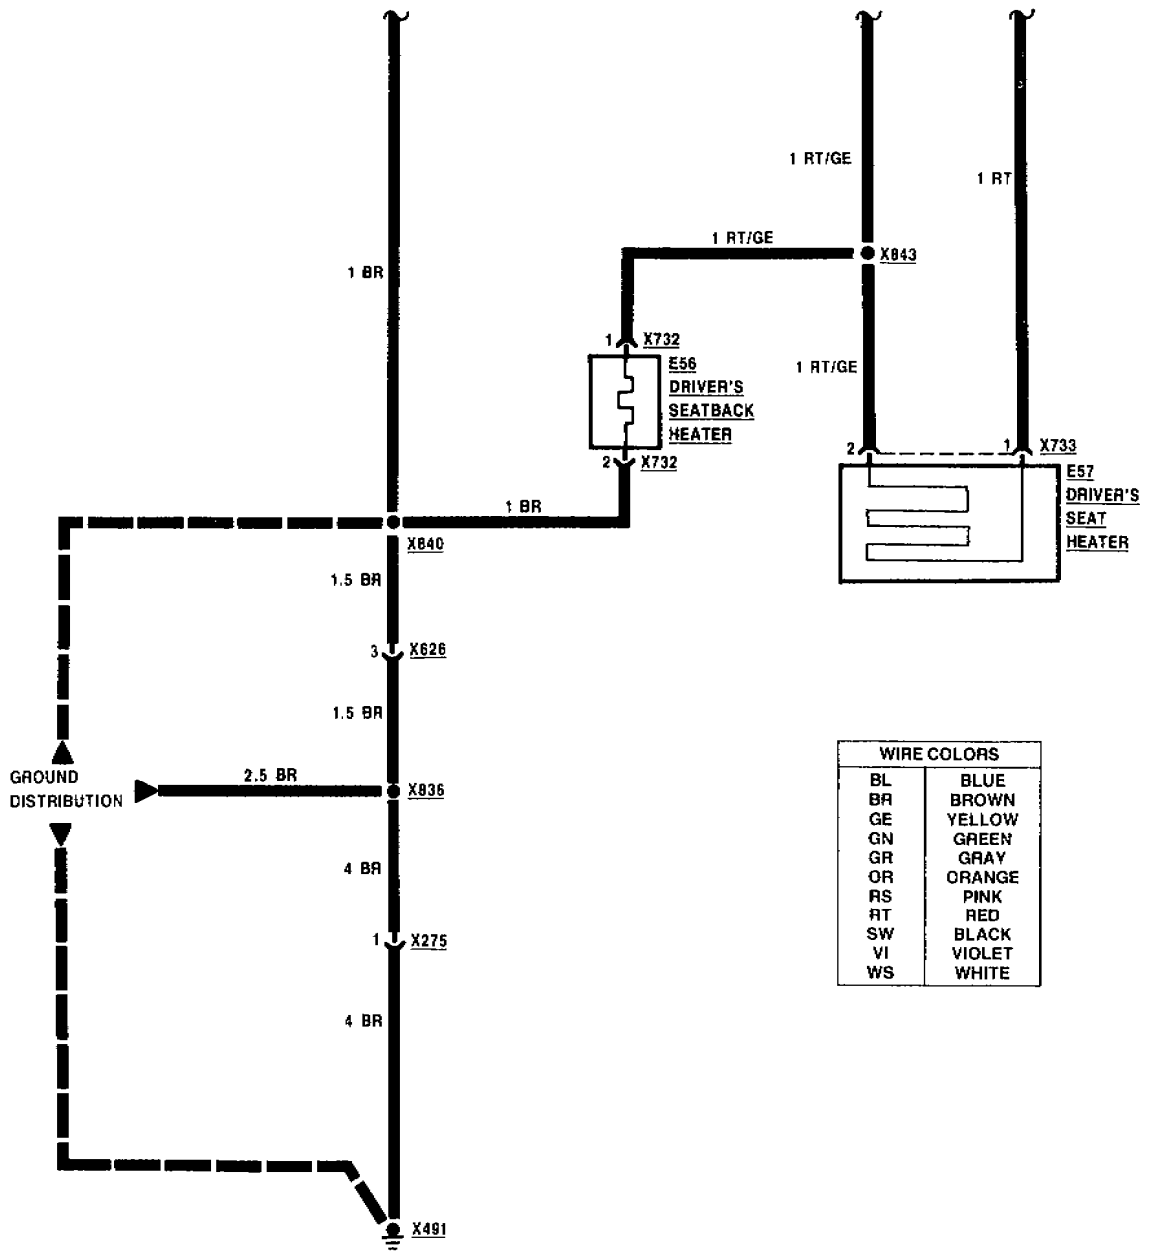 1 RT/GE
1 RT
1 RT/GE
X843
1 BR
1 X732
E56
DRIVER'S
SEATBACK
HEATER
1 RT/GE
2 X732
2
1 X733
E57
DRIVER'S
SEAT
HEATER
1 BR
X840
1.5 BR
3 X626
1.5 BR
GROUND
DISTRIBUTION
2.5 BR
X836
4 BR
1 X275
4 BR
X491
WIRE COLORS
BL BLUE
BR BROWN
GE YELLOW
GN GREEN
GR GRAY
OR ORANGE
RS PINK
RT RED
SW BLACK
VI VIOLET
WS WHITE